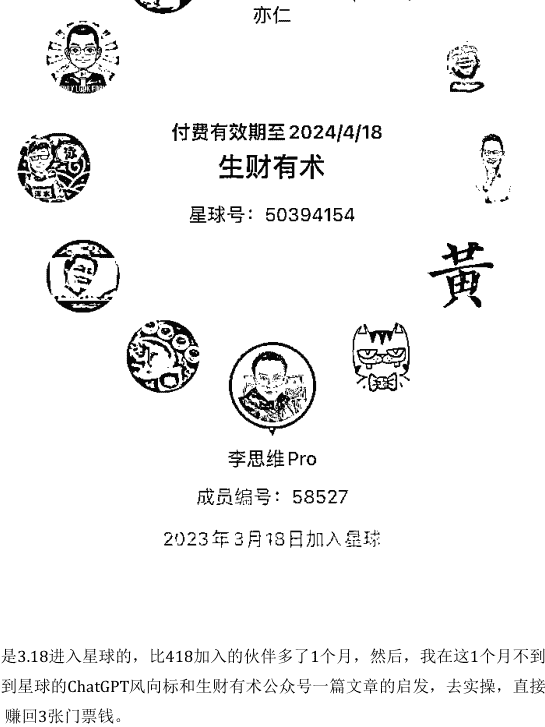 亦仁
付费有效期至2024/4/18
生财有术
星球号：50394154
黄
李思维Pro
成员编号：58527
2023年3月18日加入星球
是3.18进入星球的，比418加入的伙伴多了1个月，然后，我在这1个月不到
到星球的ChatGPT风向标和生财有术公众号一篇文章的启发，去实操，直接
赚回3张门票钱。